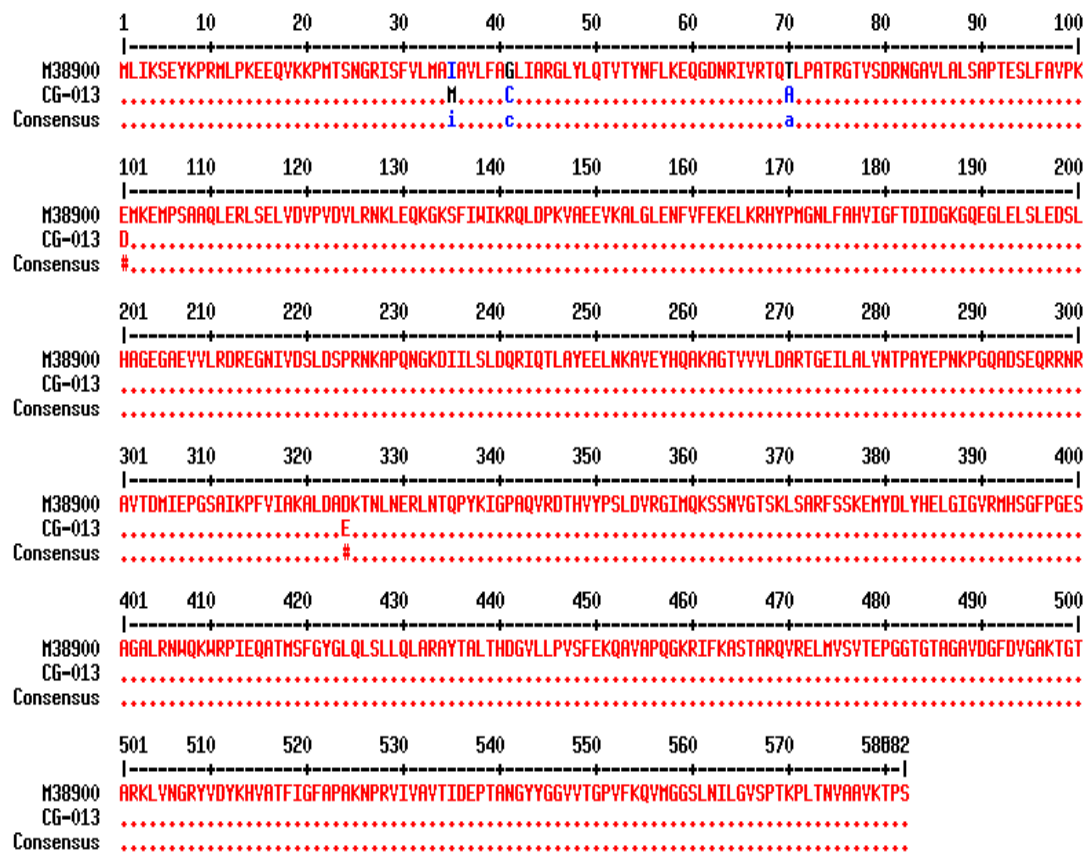 1 10 20 30 40 50 60 70 80 90 100
|--------+---------+---------+---------+---------+---------+---------+---------+---------+---------|
M38900 MLIKSEYKPRMLPKEEQVKKPMTSNGRISFVLMAIAVLFAGLIARGLYLQTVTYNFLKEQGDNRIVRTQTLPATRGTVSDRNGAVLALSAPTESLFAVPK
CG-013 ..................................M.....C............................A..............................
Consensus ..................................i.....c............................a..............................
101 110 120 130 140 150 160 170 180 190 200
|--------+---------+---------+---------+---------+---------+---------+---------+---------+---------|
M38900 EMKEMPSAAQLERLSELVDVPVDVLRNKLEQKGKSFIWIKRQLDPKVAEEVKALGLENFVFEKELKRHYPMGNLFAHVIGFTDIDGKGQEGLELSLEDSL
CG-013 D...................................................................................................
Consensus #...................................................................................................
201 210 220 230 240 250 260 270 280 290 300
|--------+---------+---------+---------+---------+---------+---------+---------+---------+---------|
M38900 HAGEGAEVVLRDREGNIVDSLDSPRNKAPQNGKDIILSLDQRIQTLAYEELNKAVEYHQAKAGTVVVLDARTGEILALVNTPAYEPNKPGQADSEQRRNR
CG-013 ....................................................................................................
Consensus ....................................................................................................
301 310 320 330 340 350 360 370 380 390 400
|--------+---------+---------+---------+---------+---------+---------+---------+---------+---------|
M38900 AVTDMIEPGSAIKPFVIAKALDADKTNLNERLNTQPYKIGPAQVRDTHVYPSLDVRGIMQKSSNVGTSKLSARFSSKEMYDLYHELGIGVRMHSGFPGES
CG-013 .......................E............................................................................
Consensus .......................#............................................................................
401 410 420 430 440 450 460 470 480 490 500
|--------+---------+---------+---------+---------+---------+---------+---------+---------+---------|
M38900 AGALRNWQKWRPIEQATMSFGYGLQLSLLQLARAYTALTHDGVLLPVSFEKQAVAPQGKRIFKASTARQVRELMVSVTEPGGTGTAGAVDGFDVGAKTGT
CG-013 ....................................................................................................
Consensus ....................................................................................................
501 510 520 530 540 550 560 570 580582
|--------+---------+---------+---------+---------+---------+---------+---------+-|
M38900 ARKLVNGRYVDYKHVATFIGFAPAKNPRVIVAVTIDEPTANGYYGGVVTGPVFKQVMGGSLNILGVSPTKPLTNVAAVKTPS
CG-013 ..................................................................................
Consensus ..................................................................................